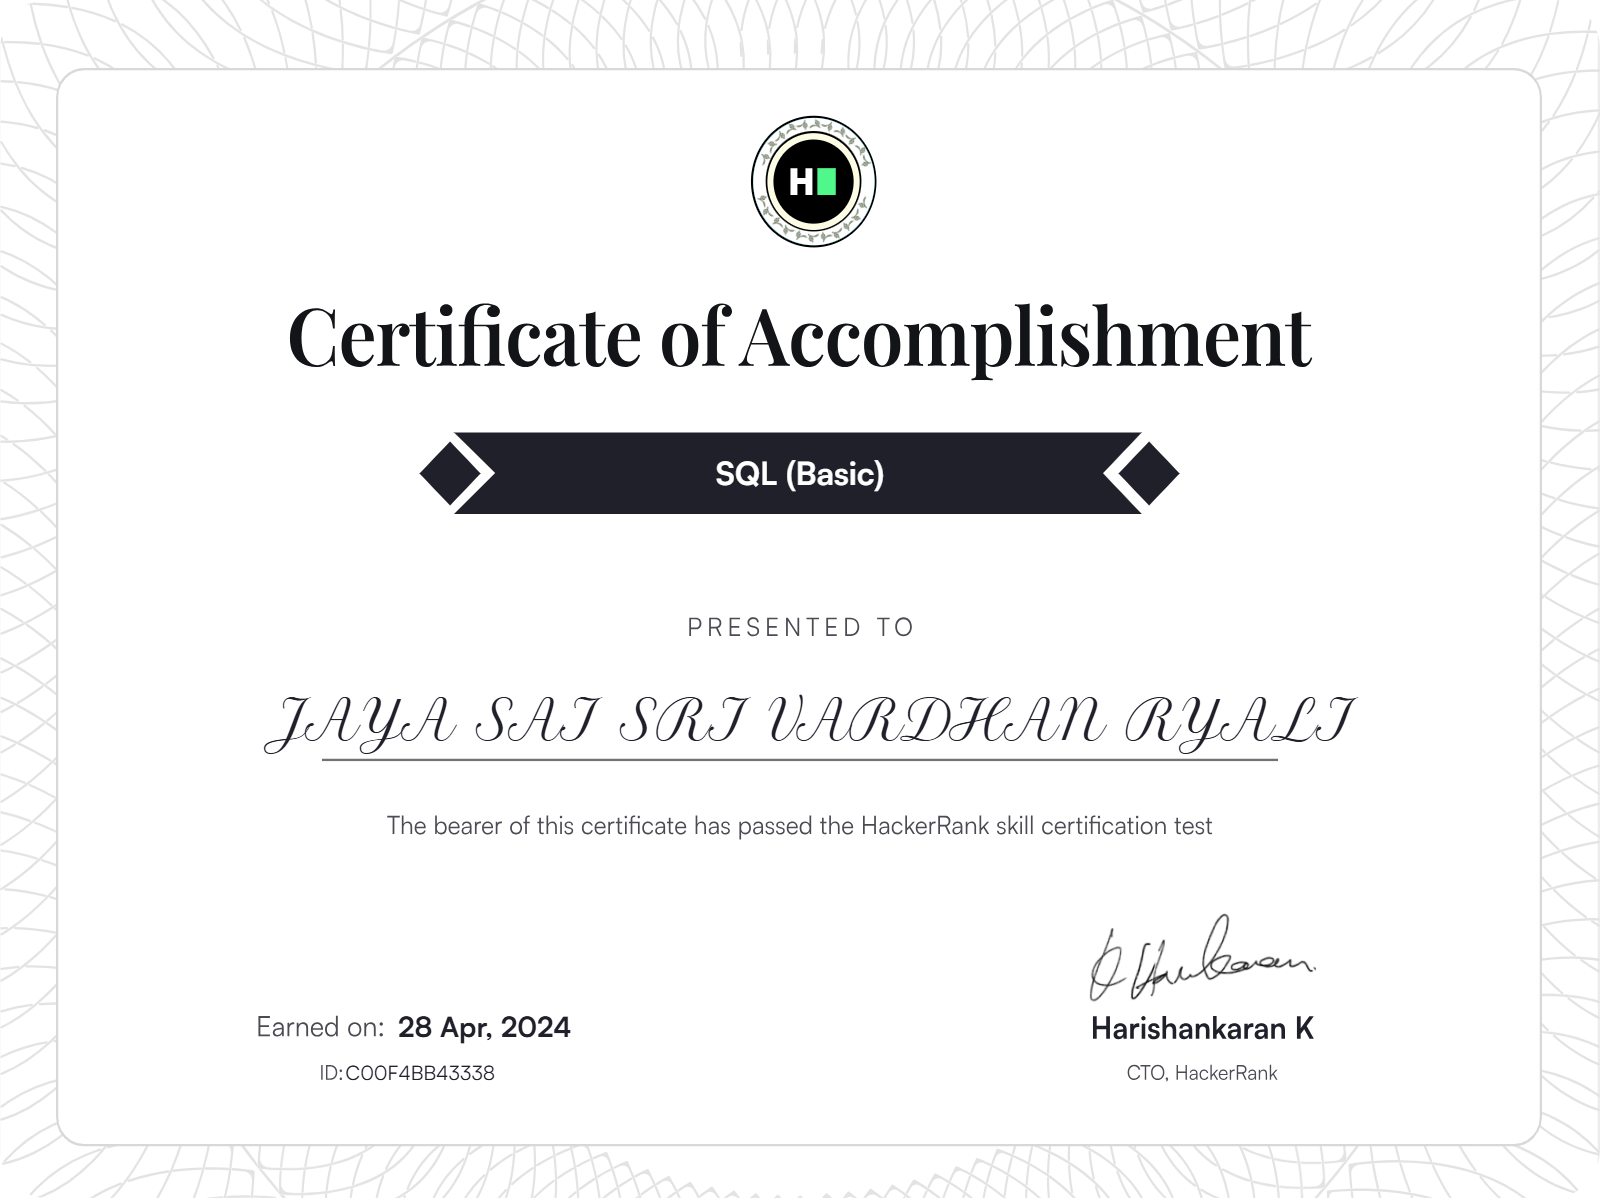 H
Certificate of Accomplishment
SQL (Basic)
PRESENTED TO
JAYA SAI SRI VARDHAN RYALI
The bearer of this certificate has passed the HackerRank skill certification test
Earned on: 28 Apr, 2024
ID:C00F4BB43338
K Harikaran
Harishankaran K
CTO, HackerRank